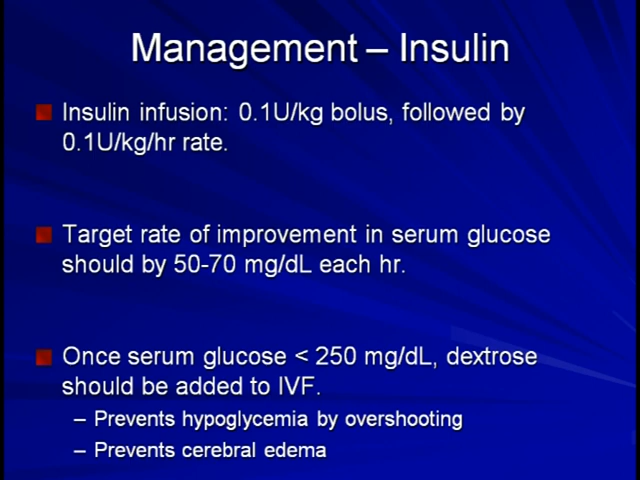 Management – Insulin
Insulin infusion: 0.1U/kg bolus, followed by
0.1U/kg/hr rate.
Target rate of improvement in serum glucose
should by 50-70 mg/dL each hr.
Once serum glucose < 250 mg/dL, dextrose
should be added to IVF.
– Prevents hypoglycemia by overshooting
– Prevents cerebral edema